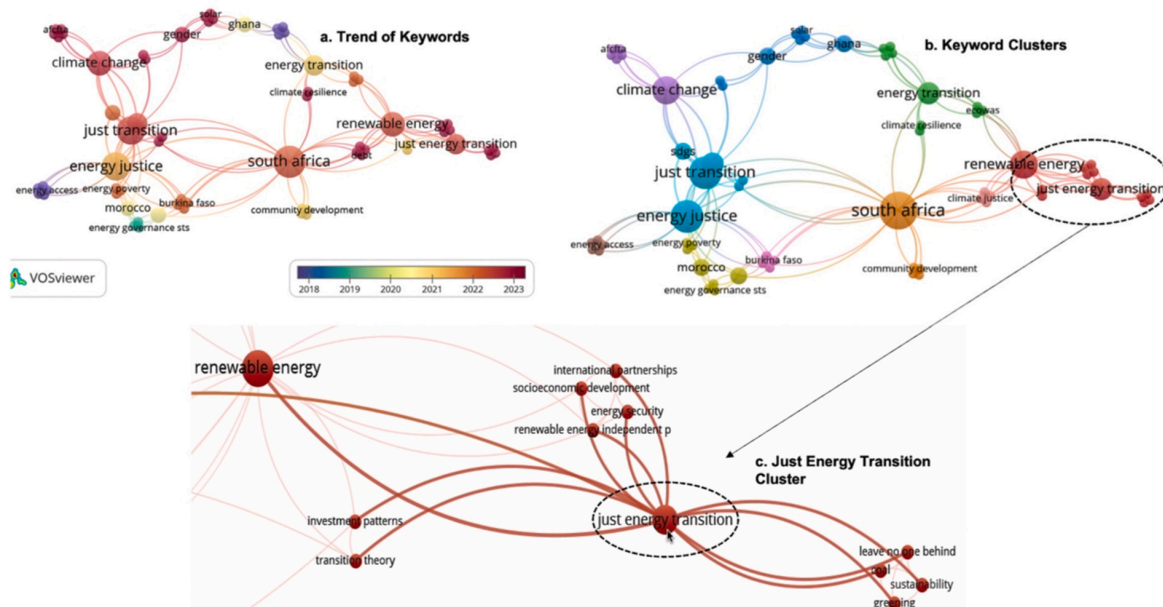 a. Trend of Keywords
afcfta
solar
gender
ghana
climate change
energy transition
climate resilience
just transition
renewable energy
just energy transition
debt
energy justice
south africa
energy access
energy poverty
morocco
burkina faso
community development
energy governance sts
VOSviewer
2018 2019 2020 2021 2022 2023
b. Keyword Clusters
afcfta
solar
gender
ghana
climate change
energy transition
ecowas
climate resilience
sdgs
just transition
renewable energy
just energy transition
climate justice
energy justice
south africa
energy access
energy poverty
morocco
burkina faso
community development
energy governance sts
c. Just Energy Transition
Cluster
renewable energy
international partnerships
socioeconomic development
energy security
renewable energy independent p
just energy transition
investment patterns
transition theory
leave no one behind
coal
sustainability
greening